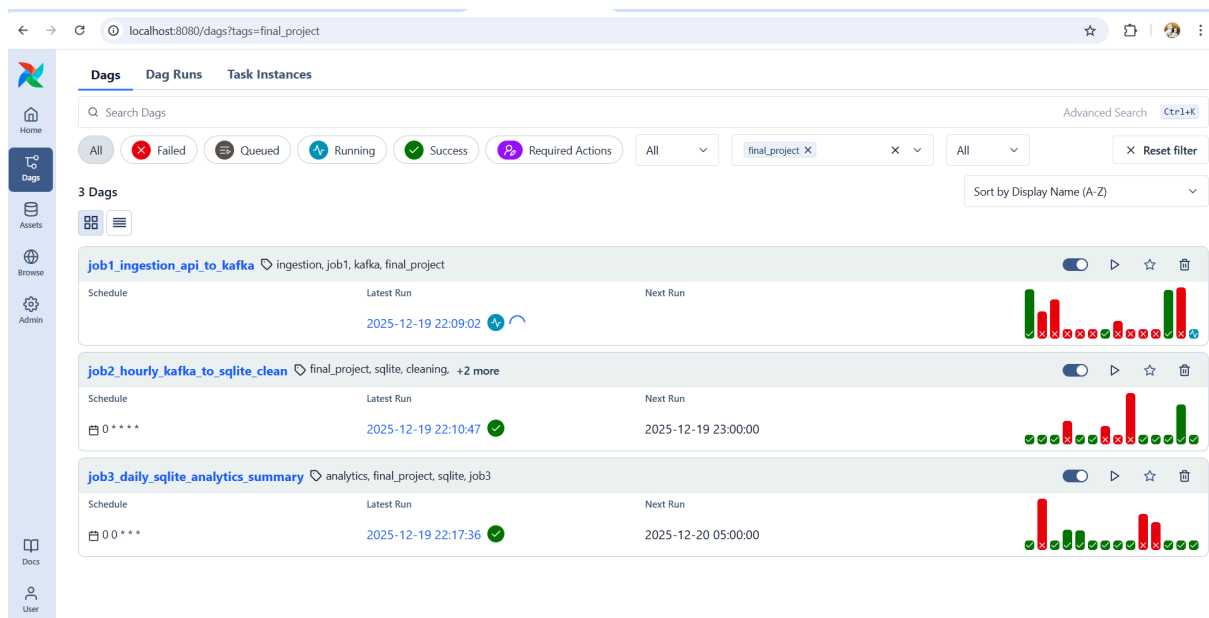 localhost:8080/dags?tags=final_project
Dags Dag Runs Task Instances
Search Dags Advanced Search Ctrl+K
All Failed Queued Running Success Required Actions All final_project All Reset filter
3 Dags
Sort by Display Name (A-Z)
job1_ingestion_api_to_kafka ingestion, job1, kafka, final_project
Schedule Latest Run Next Run
2025-12-19 22:09:02
job2_hourly_kafka_to_sqlite_clean final_project, sqlite, cleaning, +2 more
Schedule Latest Run Next Run
0 * * * * 2025-12-19 22:10:47 2025-12-19 23:00:00
job3_daily_sqlite_analytics_summary analytics, final_project, sqlite, job3
Schedule Latest Run Next Run
0 0 * * * 2025-12-19 22:17:36 2025-12-20 05:00:00
Home
Dags
Assets
Browse
Admin
Docs
User